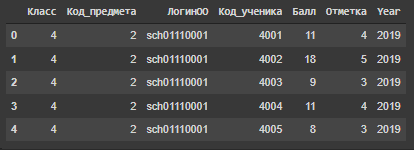 Класс Код_предмета ЛогинОО Код_ученика Балл Отметка Year
0 4 2 sch01110001 4001 11 4 2019
1 4 2 sch01110001 4002 18 5 2019
2 4 2 sch01110001 4003 9 3 2019
3 4 2 sch01110001 4004 11 4 2019
4 4 2 sch01110001 4005 8 3 2019